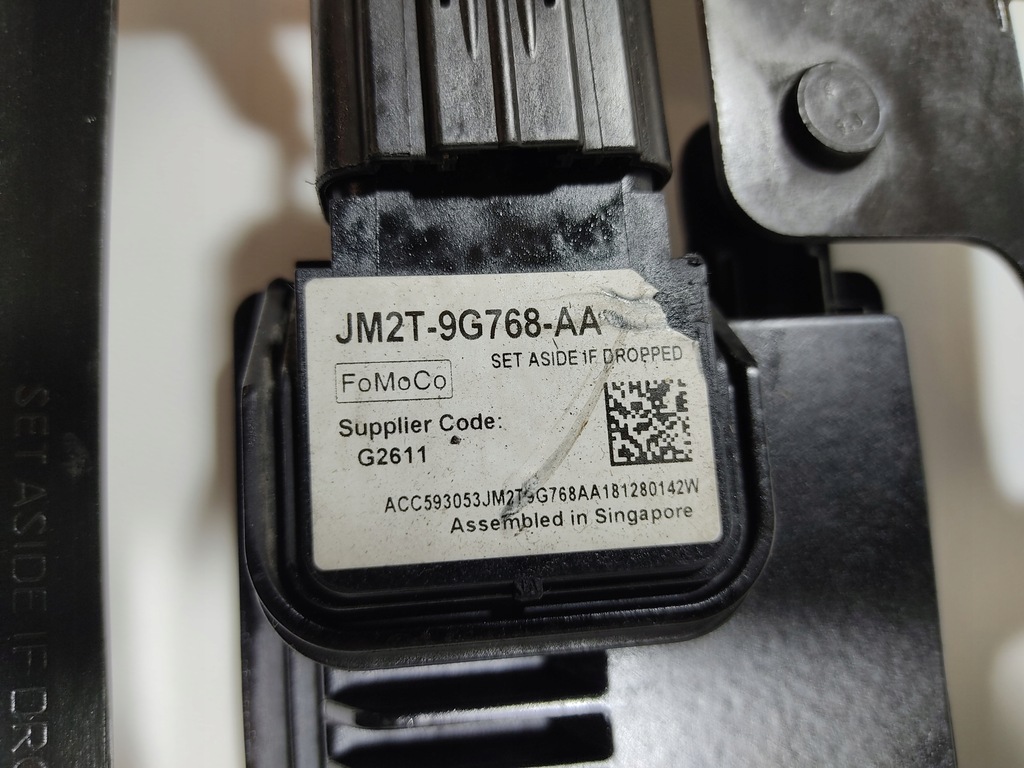 JM2T-9G768-AA
SET ASIDE IF DROPPED
FoMoCo
Supplier Code:
G2611
ACC593053JM2T9G768AA181280142W
Assembled in Singapore
SET ASIDE IF DRO